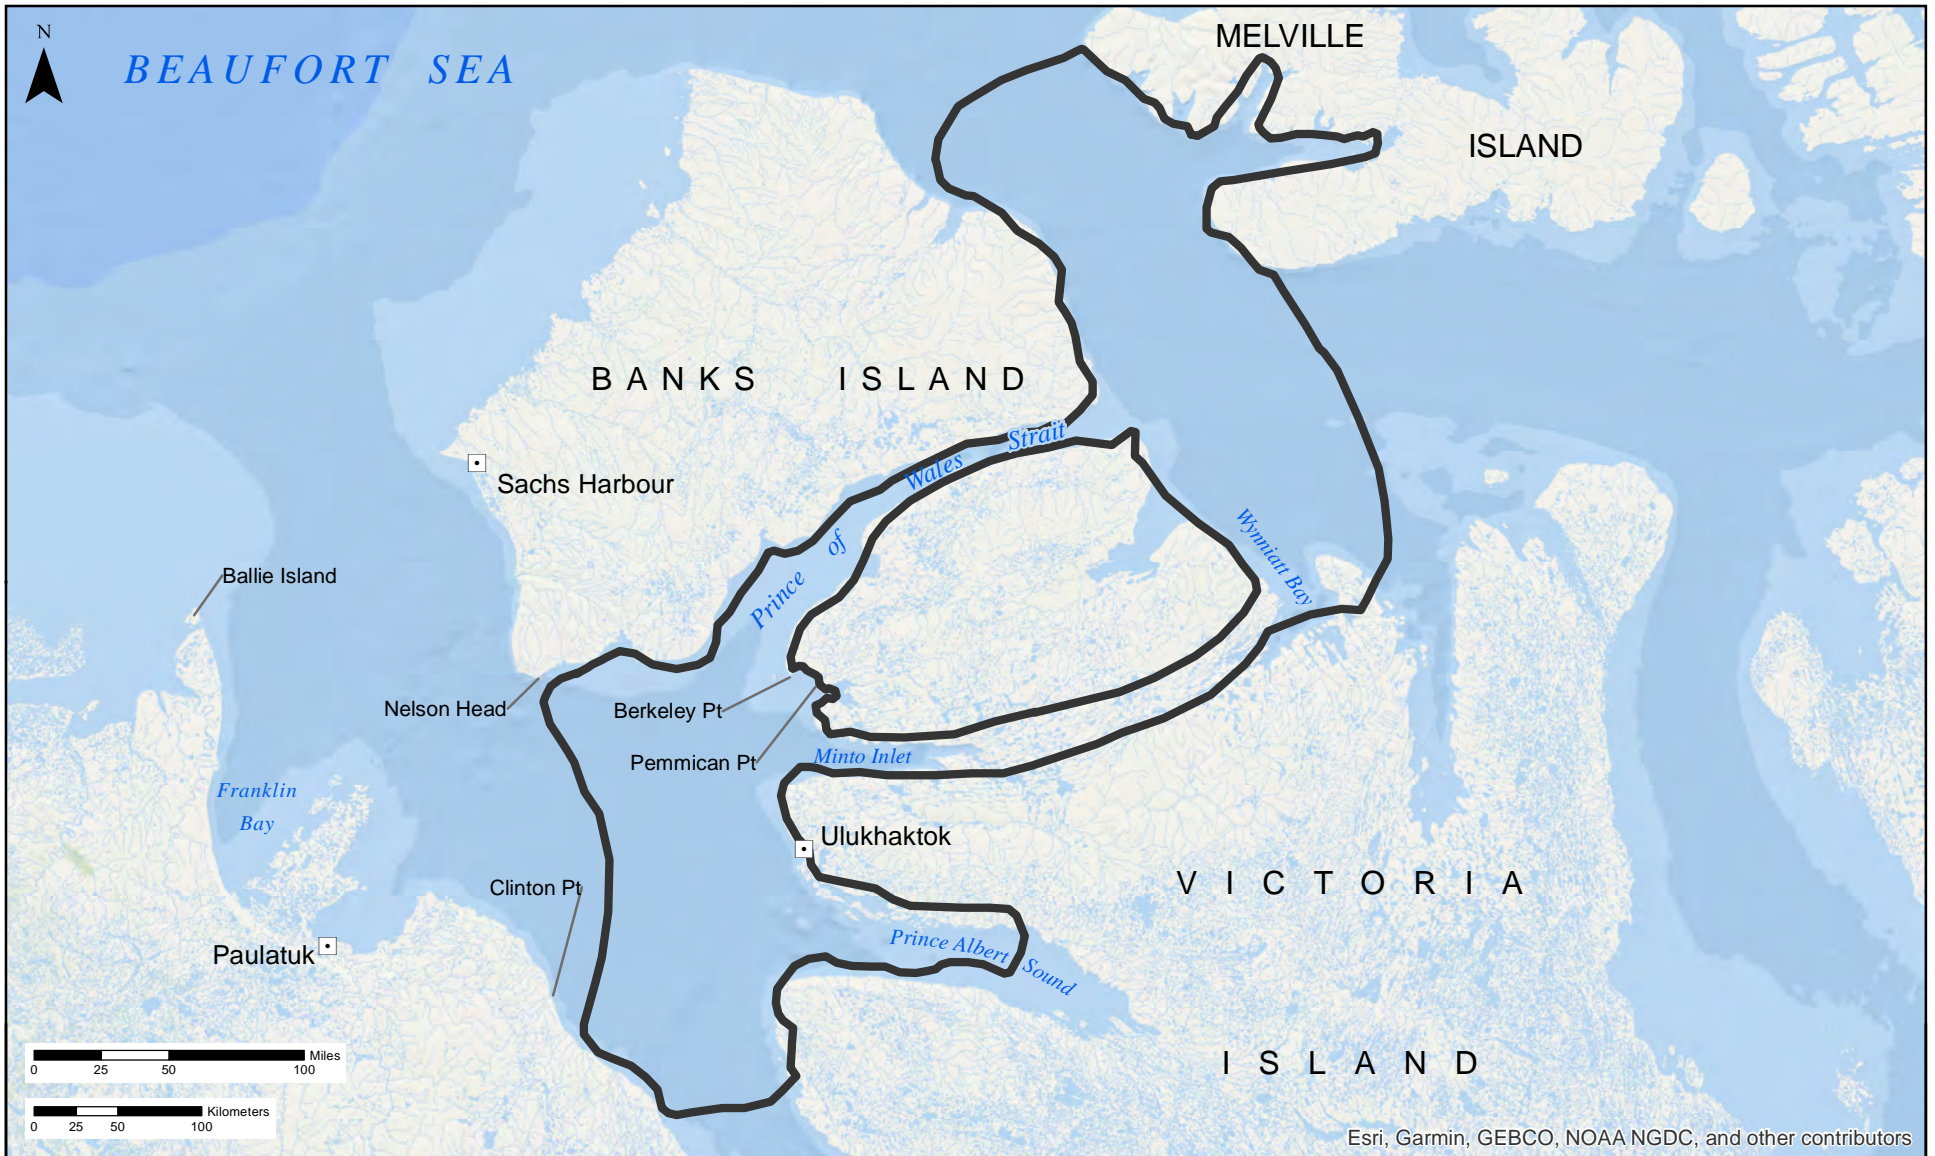 N
BEAUFORT SEA
MELVILLE
ISLAND
BANKS ISLAND
Strait
Wales
of
Prince
Sachs Harbour
Wynniatt Bay
Ballie Island
Nelson Head
Berkeley Pt
Pemmican Pt
Minto Inlet
Franklin
Bay
Ulukhaktok
Clinton Pt
VICTORIA
Paulatuk
Prince Albert Sound
ISLAND
Miles
0 25 50 100
Kilometers
0 25 50 100
Esri, Garmin, GEBCO, NOAA NGDC, and other contributors